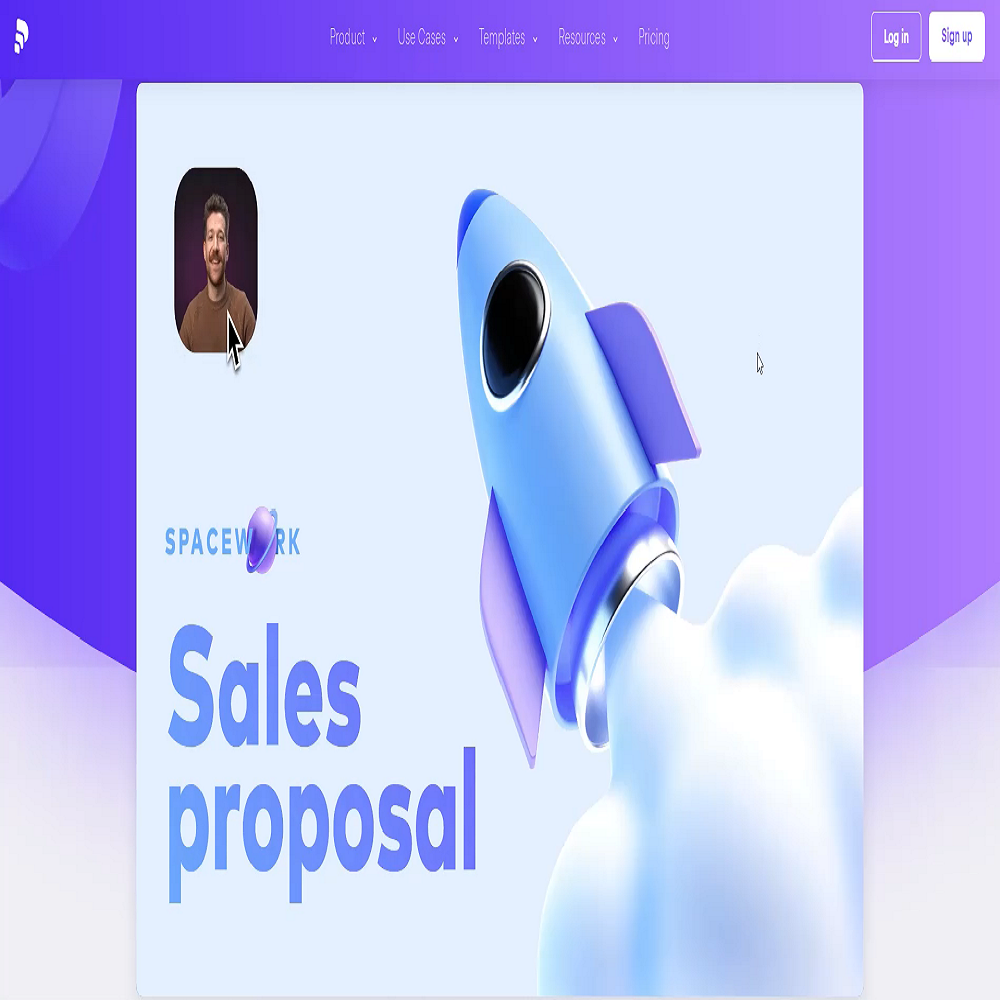 Product Use Cases Templates Resources Pricing Log in Sign up
SPACEWORK
Sales
proposal